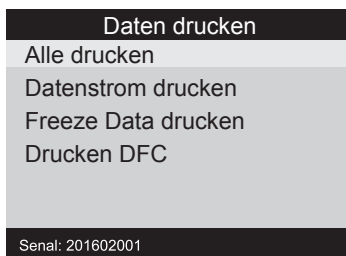 Daten drucken
Alle drucken
Datenstrom drucken
Freeze Data drucken
Drucken DFC
Senal: 201602001